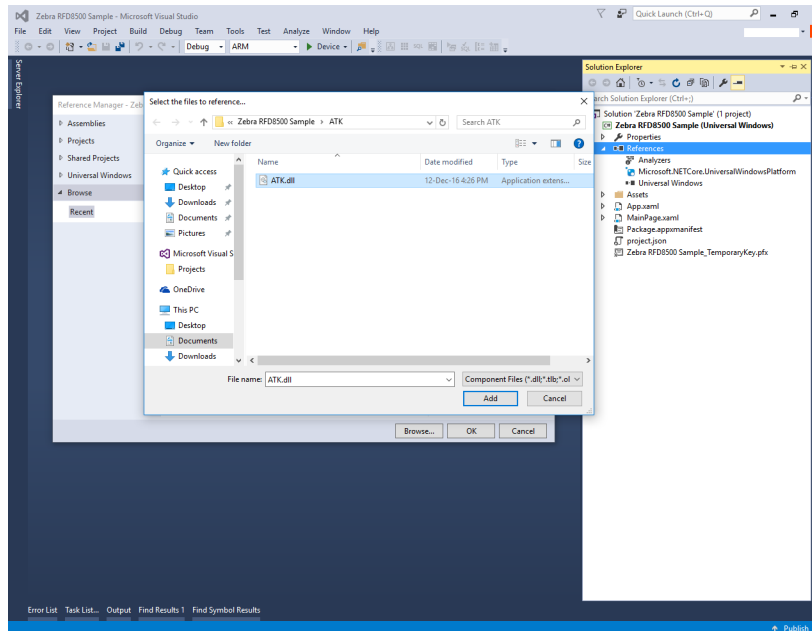 Zebra RFD8500 Sample - Microsoft Visual Studio
Quick Launch (Ctrl+Q)
File Edit View Project Build Debug Team Tools Test Analyze Window Help
Debug ARM Device
Server Explorer
Solution Explorer
arch Solution Explorer (Ctrl+;)
Solution 'Zebra RFD8500 Sample' (1 project)
Zebra RFD8500 Sample (Universal Windows)
Properties
References
Analyzers
Microsoft.NETCore.UniversalWindowsPlatform
Universal Windows
Assets
App.xaml
MainPage.xaml
Package.appxmanifest
project.json
Zebra RFD8500 Sample_TemporaryKey.pfx
Reference Manager - Zeb
Assemblies
Projects
Shared Projects
Universal Windows
Browse
Recent
Select the files to reference...
« Zebra RFD8500 Sample > ATK
Search ATK
Organize New folder
Name Date modified Type Size
ATK.dll 12-Dec-16 4:26 PM Application extens...
Quick access
Desktop
Downloads
Documents
Pictures
Microsoft Visual S
Projects
OneDrive
This PC
Desktop
Documents
Downloads
File name: ATK.dll
Component Files (*.dll;*.tlb;*.ol
Add Cancel
Browse... OK Cancel
Error List Task List... Output Find Results 1 Find Symbol Results
Publish